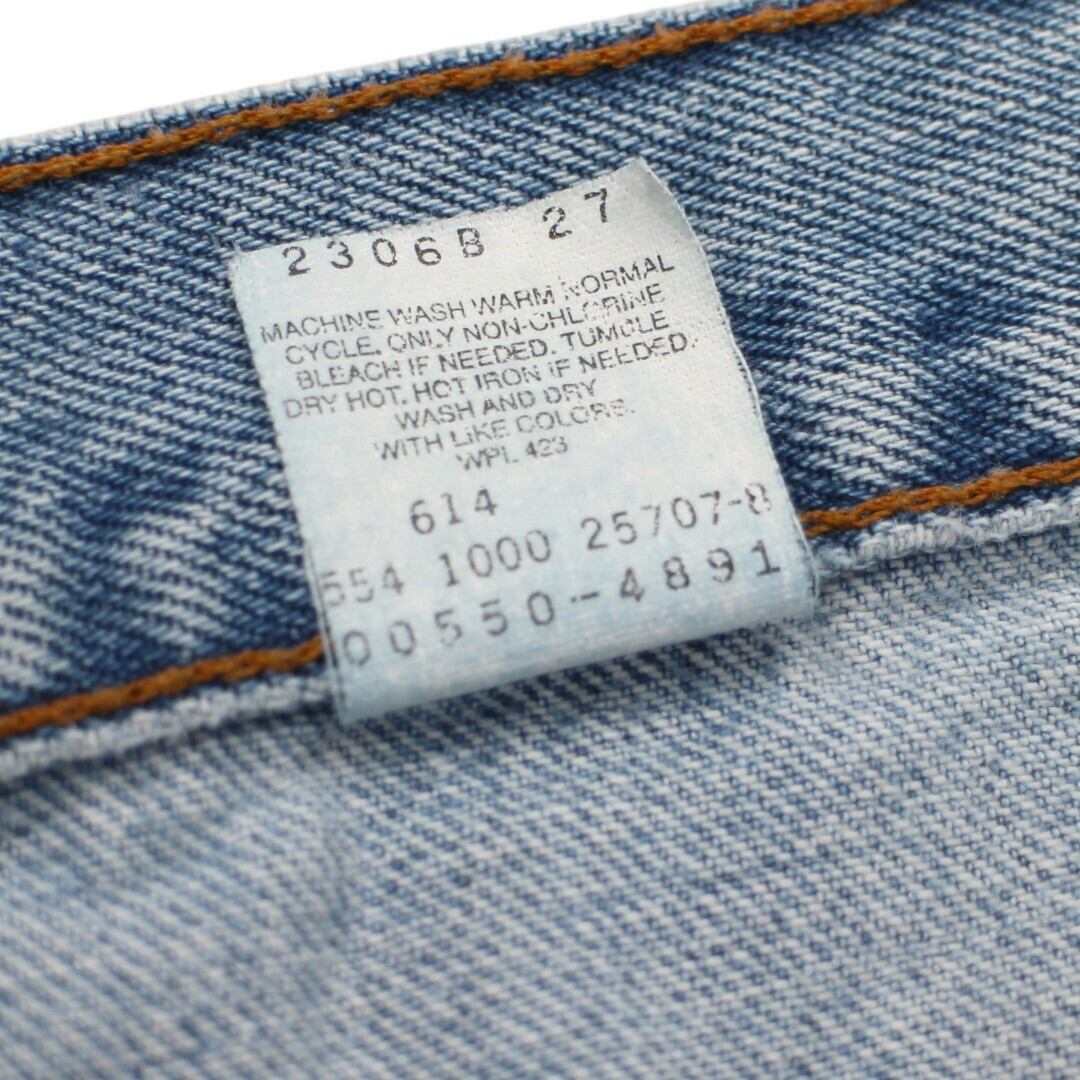 2306B 27
MACHINE WASH WARM NORMAL
CYCLE. ONLY NON-CHLORINE
BLEACH IF NEEDED. TUMBLE
DRY HOT. HOT IRON IF NEEDED.
WASH AND DRY
WITH LIKE COLORS.
WPL 423
614
554 1000 25707-8
00550-4891